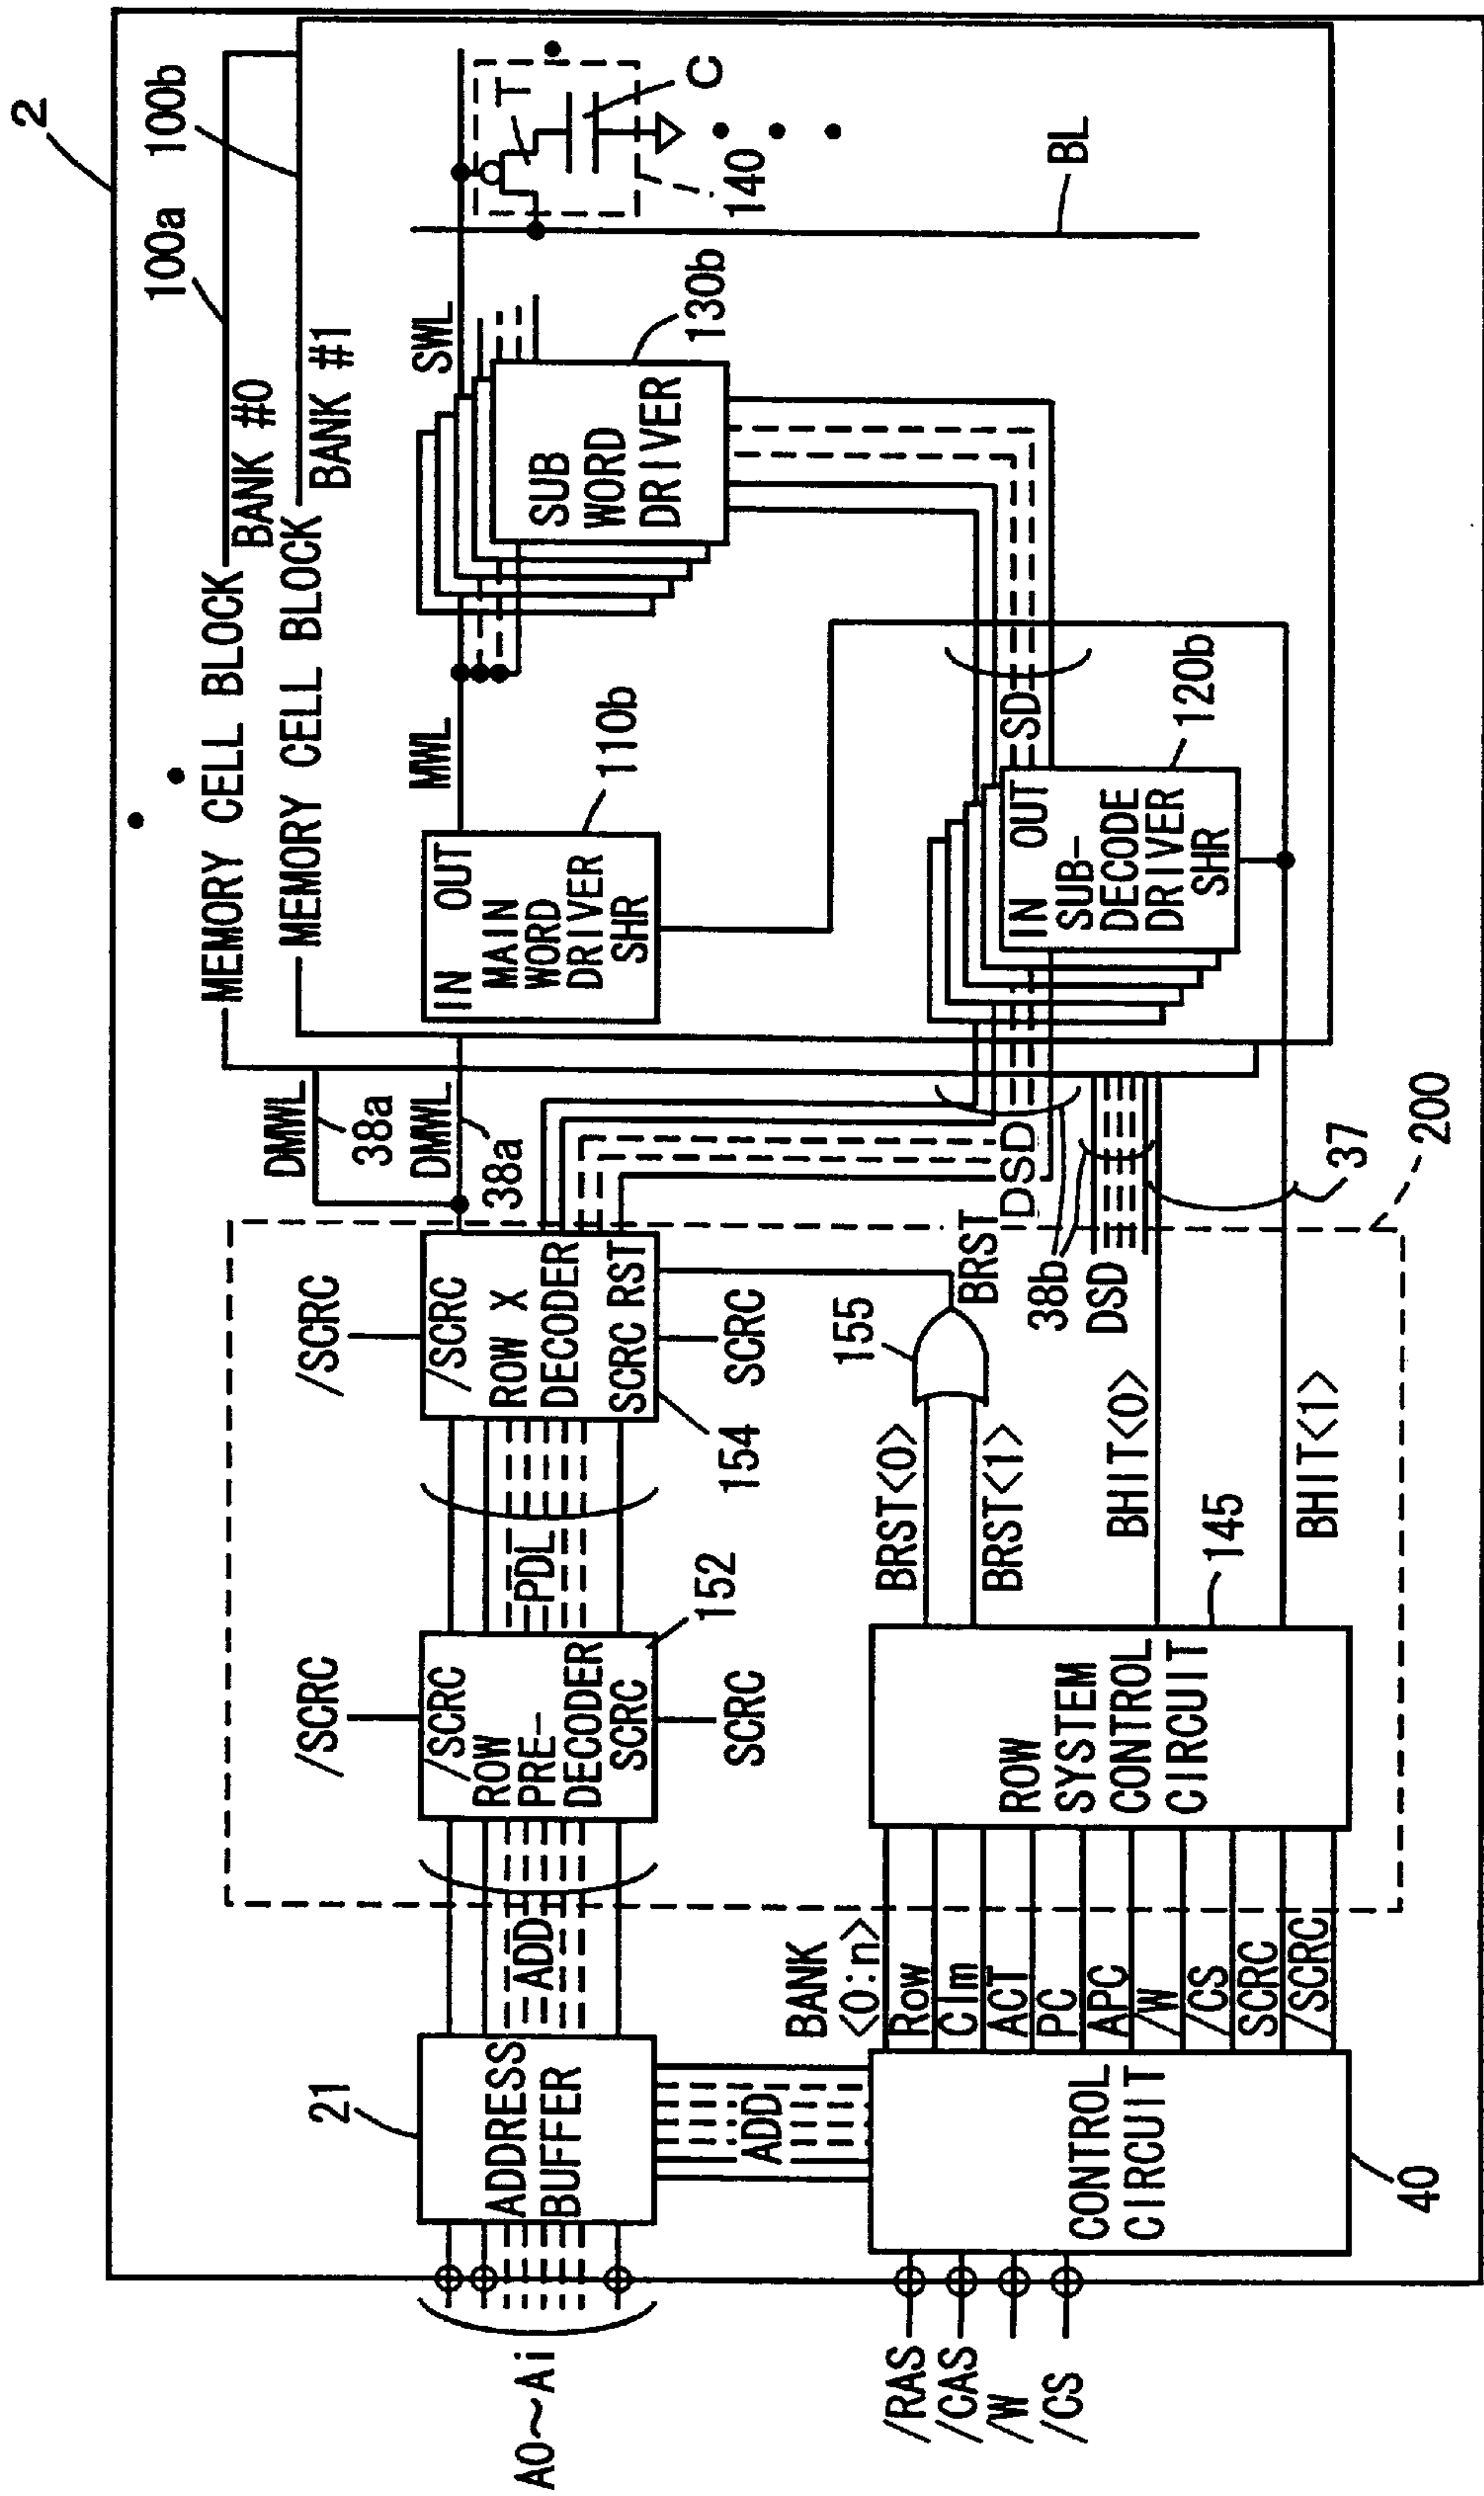 2
100a 100b
MEMORY CELL BLOCK
BANK #0
MEMORY CELL BLOCK
BANK #1
DMWL
38a
DMWL
38a
MWL
SWL
T
C
140
BL
IN OUT
MAIN
WORD
DRIVER
SHR
110b
SUB
WORD
DRIVER
130b
SD
IN OUT
SUB-
DECODE
DRIVER
SHR
120b
DSD
38b
DSD
37
200
/SCRC
/SCRC
ROW
PRE-
DECODER
SCRC
SCRC
152
PDL
/SCRC
/SCRC
ROW X
DECODER
SCRC RST
SCRC
154
155
BRST
BRST<0>
BRST<1>
BHIT<0>
BHIT<1>
145
ROW
SYSTEM
CONTROL
CIRCUIT
21
ADDRESS
BUFFER
ADD
ADD
A0~Ai
BANK
<0:n>
Row
Clm
ACT
PC
APC
/W
/CS
SCRC
/SCRC
CONTROL
CIRCUIT
40
/RAS
/CAS
/W
/CS